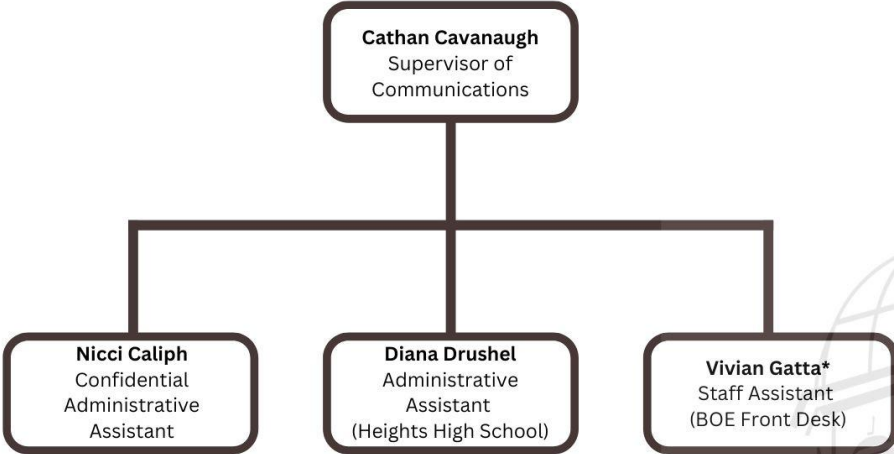 Cathan Cavanaugh
Supervisor of
Communications
Nicci Caliph
Confidential
Administrative
Assistant
Diana Drushel
Administrative
Assistant
(Heights High School)
Vivian Gatta*
Staff Assistant
(BOE Front Desk)